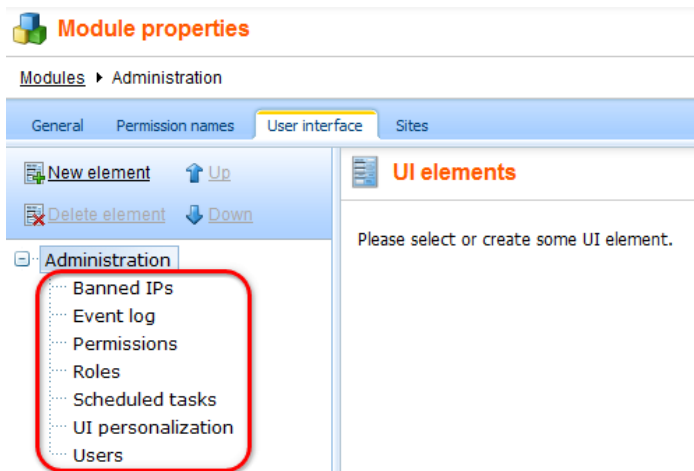 Module properties
Modules ▸ Administration
General Permission names User interface Sites
New element Up
Delete element Down
UI elements
Please select or create some UI element.
Administration
Banned IPs
Event log
Permissions
Roles
Scheduled tasks
UI personalization
Users